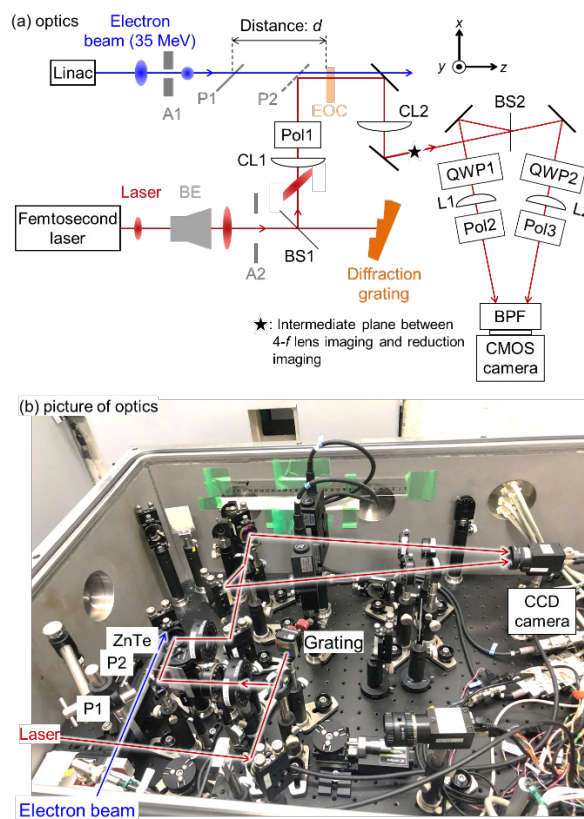 (a) optics
Electron
beam (35 MeV)
Distance: d
Linac
A1
P1
P2
EOC
x
y
z
BS2
CL2
Pol1
CL1
QWP1
QWP2
L1
L2
Pol2
Pol3
Laser
BE
Femtosecond
laser
A2
BS1
Diffraction
grating
BPF
CMOS
camera
★: Intermediate plane between
4-f lens imaging and reduction
imaging
(b) picture of optics
CCD
camera
ZnTe
P2
Grating
P1
Laser
Electron beam